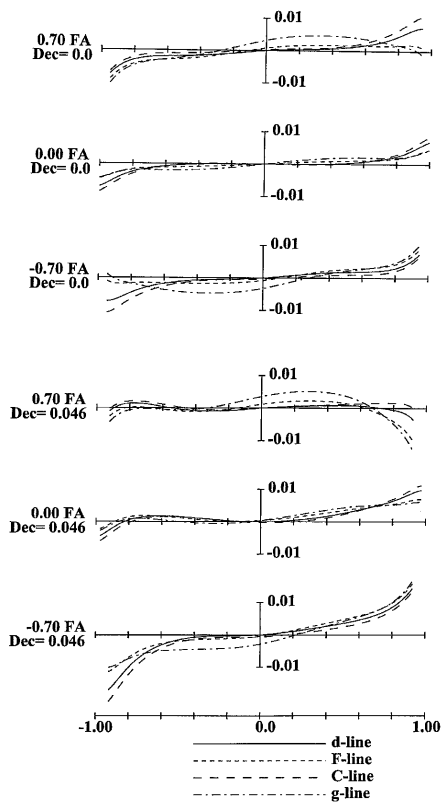 0.01
0.70 FA
Dec= 0.0
-0.01
0.01
0.00 FA
Dec= 0.0
-0.01
0.01
-0.70 FA
Dec= 0.0
-0.01
0.01
0.70 FA
Dec= 0.046
-0.01
0.01
0.00 FA
Dec= 0.046
-0.01
0.01
-0.70 FA
Dec= 0.046
-0.01
-1.00 0.0 1.00
d-line
F-line
C-line
g-line